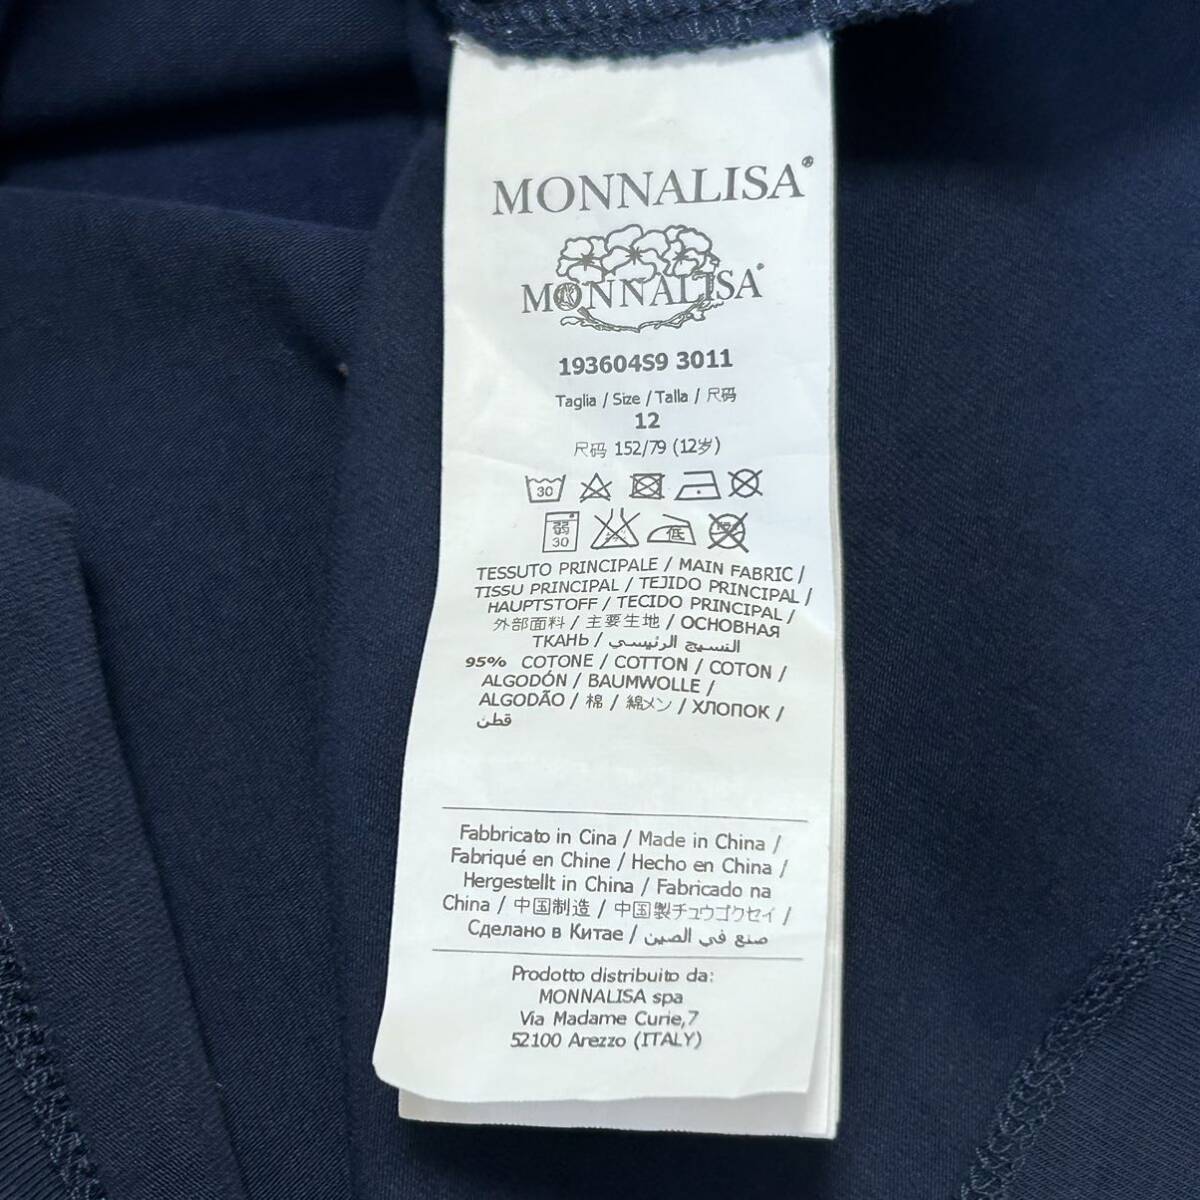 MONNALISA®
MONNALISA®
193604S9 3011
Taglia / Size / Talla / 尺码
12
尺码 152/79 (12岁)
30
弱
30
低
TESSUTO PRINCIPALE / MAIN FABRIC /
TISSU PRINCIPAL / TEJIDO PRINCIPAL /
HAUPTSTOFF / TECIDO PRINCIPAL /
外部面料 / 主要生地 / ОСНОВНАЯ
ТКАНЬ / النسيج الرئيسي
95% COTONE / COTTON / COTON /
ALGODÓN / BAUMWOLLE /
ALGODÃO / 棉 / 綿メン / ХЛОПОК /
قطن
Fabbricato in Cina / Made in China /
Fabriqué en Chine / Hecho en China /
Hergestellt in China / Fabricado na
China / 中国制造 / 中国製チュウゴクセイ /
Сделано в Китае / صنع في الصين
Prodotto distribuito da:
MONNALISA spa
Via Madame Curie,7
52100 Arezzo (ITALY)